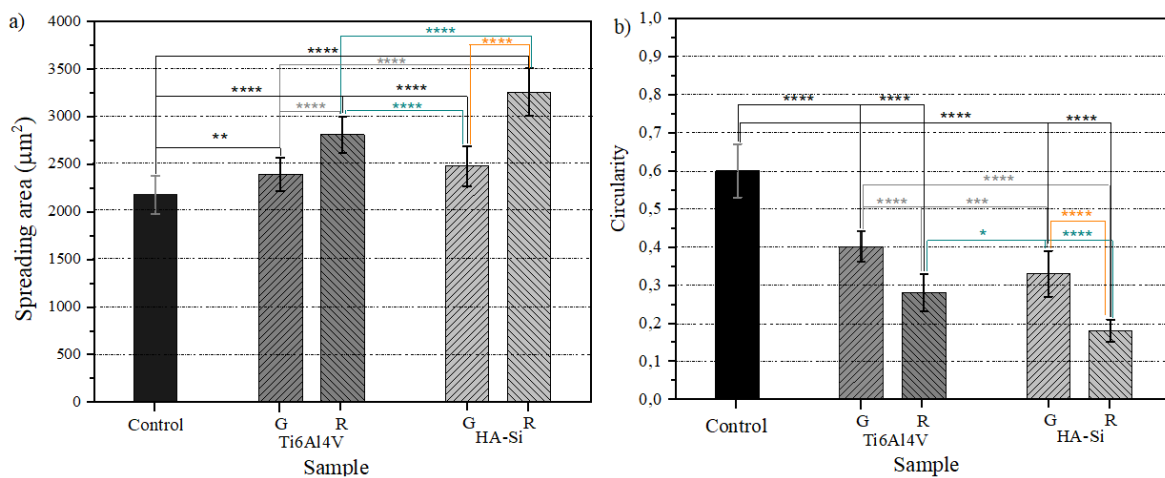 a)
Spreading area (μm²)
4000
3500
3000
2500
2000
1500
1000
500
0
****
****
****
****
****
****
****
****
**
Control
G
R
G
R
Ti6Al4V
HA-Si
Sample
b)
Circularity
1,0
0,9
0,8
0,7
0,6
0,5
0,4
0,3
0,2
0,1
0,0
**** ****
**** ****
****
**** ***
****
* ****
Control
G
R
G
R
Ti6Al4V
HA-Si
Sample